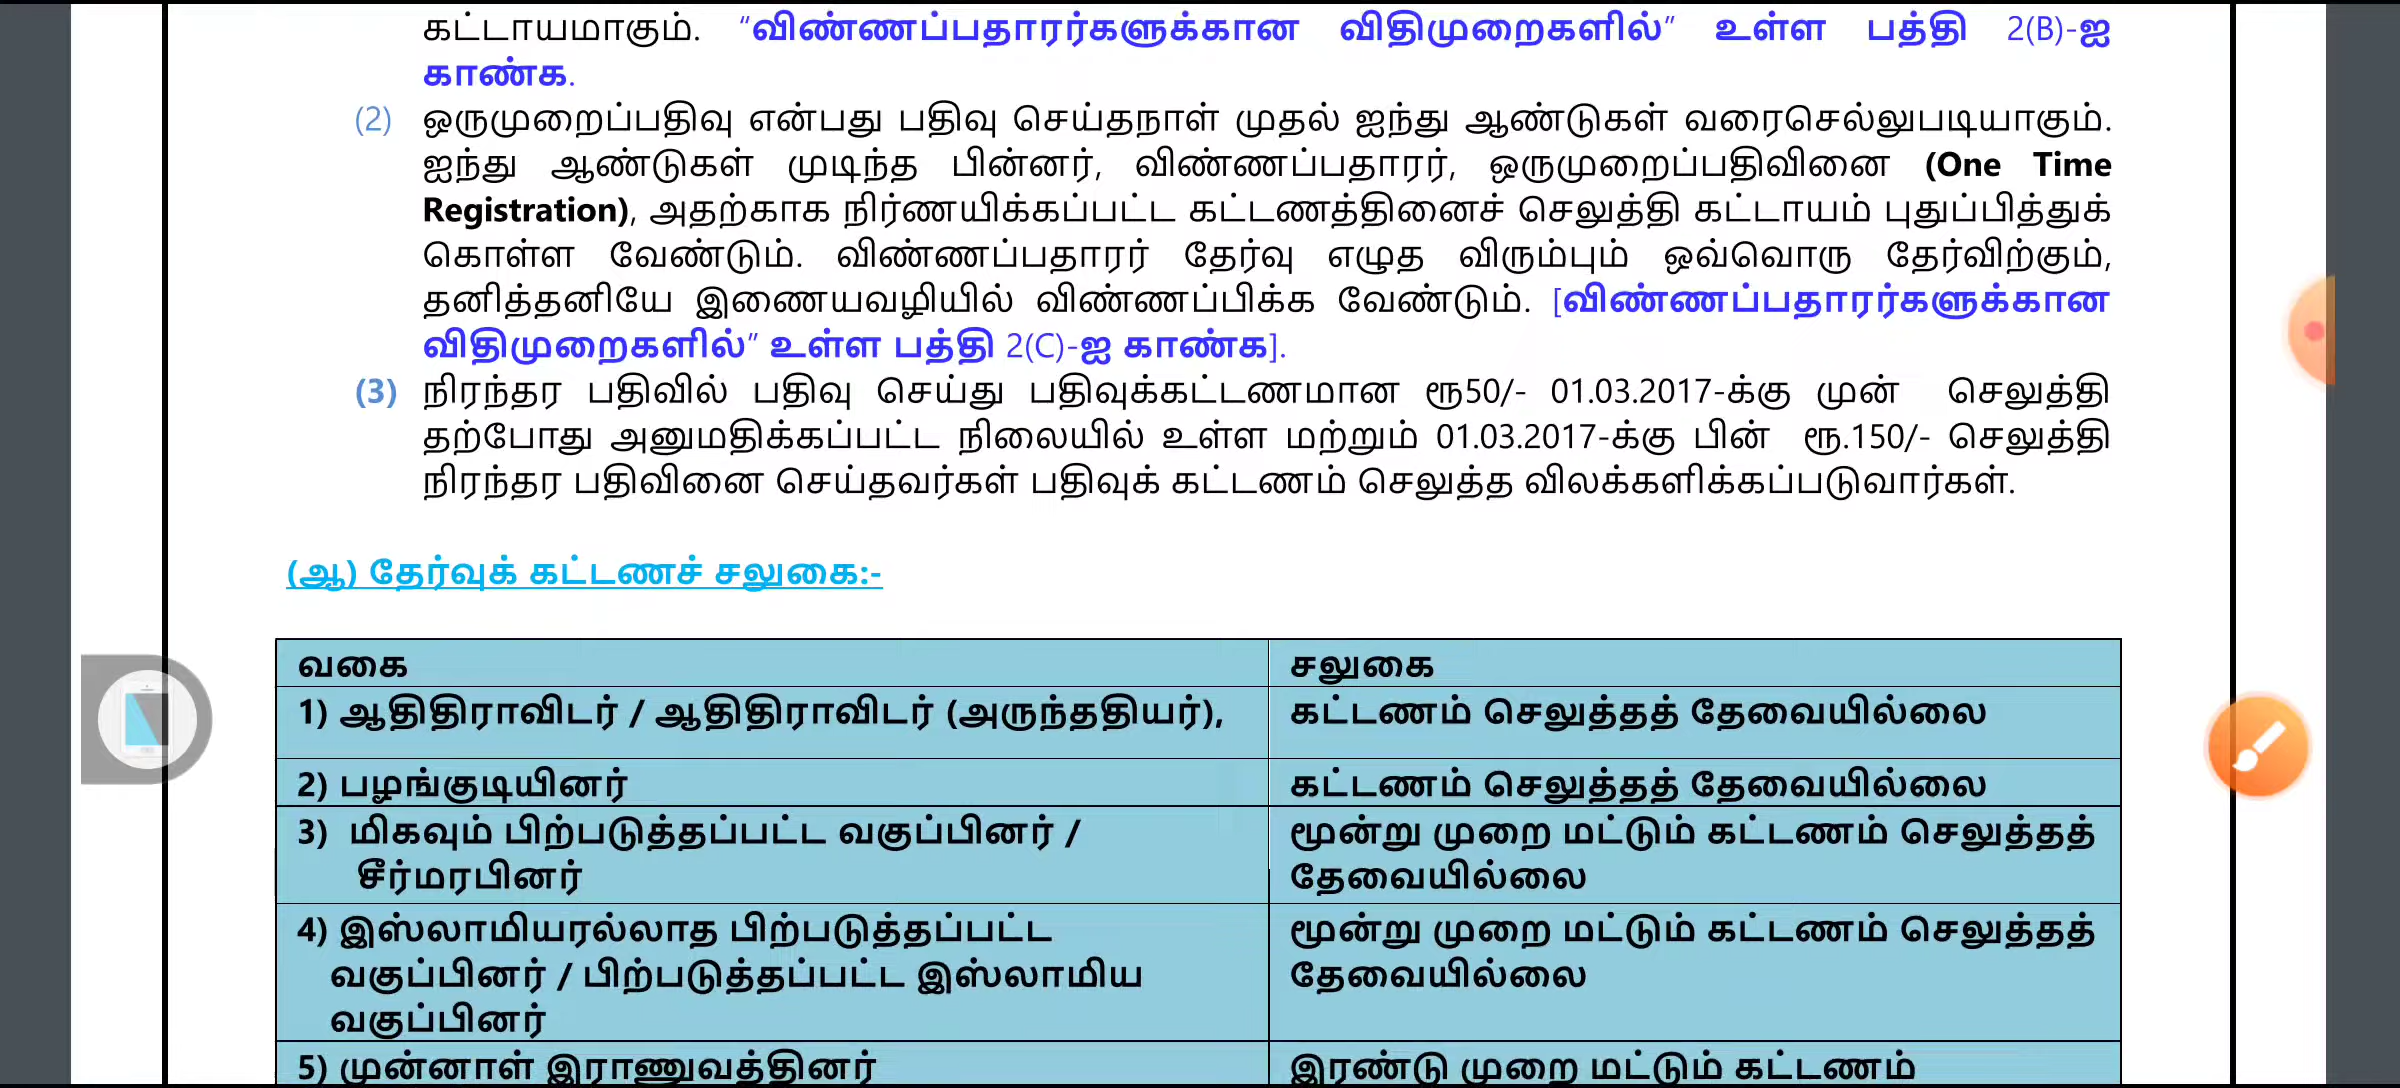 கட்டாயமாகும். “விண்ணப்பதாரர்களுக்கான விதிமுறைகளில்” உள்ள பத்தி 2(B)-ஐ
காண்க.
(2) ஒருமுறைப்பதிவு என்பது பதிவு செய்தநாள் முதல் ஐந்து ஆண்டுகள் வரைசெல்லுபடியாகும்.
ஐந்து ஆண்டுகள் முடிந்த பின்னர், விண்ணப்பதாரர், ஒருமுறைப்பதிவினை (One Time
Registration), அதற்காக நிர்ணயிக்கப்பட்ட கட்டணத்தினைச் செலுத்தி கட்டாயம் புதுப்பித்துக்
கொள்ள வேண்டும். விண்ணப்பதாரர் தேர்வு எழுத விரும்பும் ஒவ்வொரு தேர்விற்கும்,
தனித்தனியே இணையவழியில் விண்ணப்பிக்க வேண்டும். [விண்ணப்பதாரர்களுக்கான
விதிமுறைகளில்” உள்ள பத்தி 2(C)-ஐ காண்க].
(3) நிரந்தர பதிவில் பதிவு செய்து பதிவுக்கட்டணமான ரூ50/- 01.03.2017-க்கு முன் செலுத்தி
தற்போது அனுமதிக்கப்பட்ட நிலையில் உள்ள மற்றும் 01.03.2017-க்கு பின் ரூ.150/- செலுத்தி
நிரந்தர பதிவினை செய்தவர்கள் பதிவுக் கட்டணம் செலுத்த விலக்களிக்கப்படுவார்கள்.
(ஆ) தேர்வுக் கட்டணச் சலுகை:-
வகை சலுகை
1) ஆதிதிராவிடர் / ஆதிதிராவிடர் (அருந்ததியர்), கட்டணம் செலுத்தத் தேவையில்லை
2) பழங்குடியினர் கட்டணம் செலுத்தத் தேவையில்லை
3) மிகவும் பிற்படுத்தப்பட்ட வகுப்பினர் / மூன்று முறை மட்டும் கட்டணம் செலுத்தத்
சீர்மரபினர் தேவையில்லை
4) இஸ்லாமியரல்லாத பிற்படுத்தப்பட்ட மூன்று முறை மட்டும் கட்டணம் செலுத்தத்
வகுப்பினர் / பிற்படுத்தப்பட்ட இஸ்லாமிய தேவையில்லை
வகுப்பினர்
5) முன்னாள் இராணுவத்தினர் இரண்டு முறை மட்டும் கட்டணம்